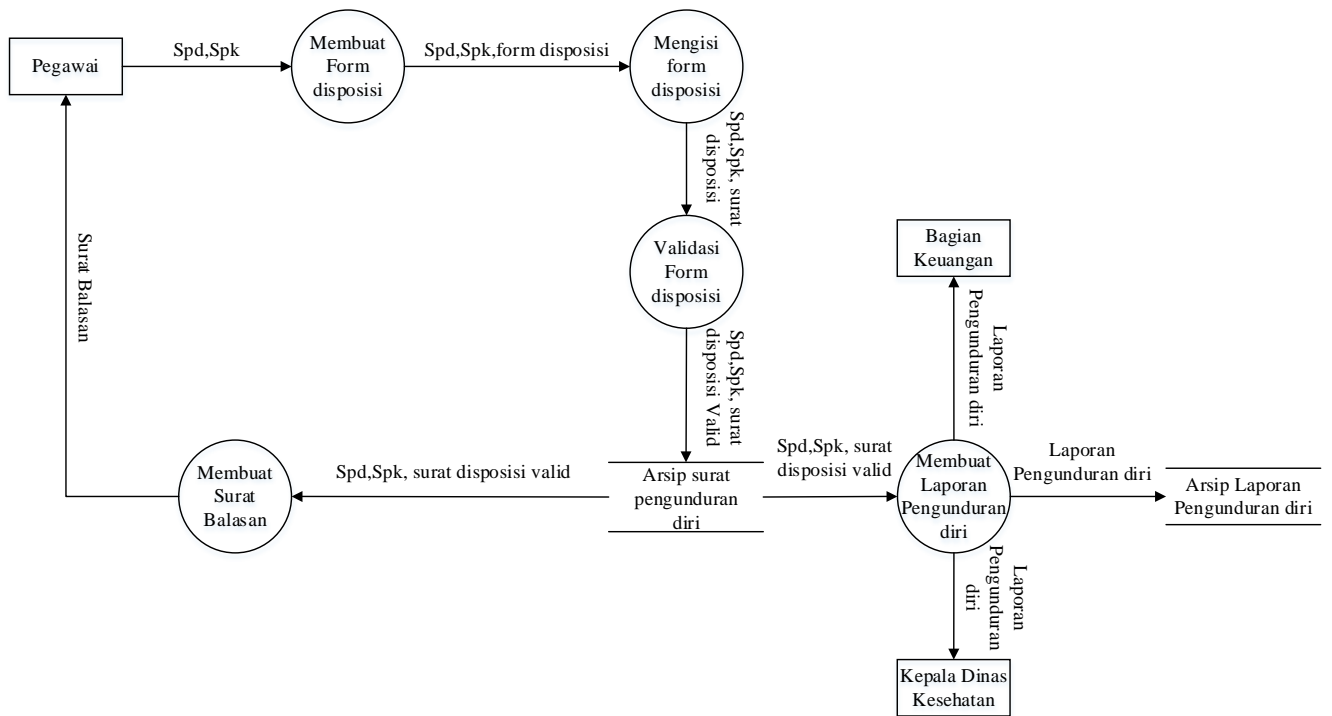 Pegawai
Spd,Spk
Membuat
Form
disposisi
Spd,Spk,form disposisi
Mengisi
form
disposisi
Spd,Spk, surat
disposisi
Validasi
Form
disposisi
Spd,Spk, surat
disposisi Valid
Surat Balasan
Bagian
Keuangan
Laporan
Pengunduran diri
Membuat
Surat
Balasan
Spd,Spk, surat disposisi valid
Arsip surat
pengunduran
diri
Spd,Spk, surat
disposisi valid
Membuat
Laporan
Pengunduran
diri
Laporan
Pengunduran diri
Arsip Laporan
Pengunduran diri
Laporan
Pengunduran
diri
Kepala Dinas
Kesehatan